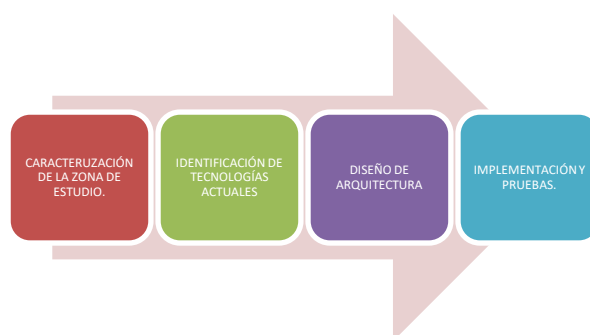 CARACTERUZACIÓN
DE LA ZONA DE
ESTUDIO.
IDENTIFICACIÓN DE
TECNOLOGÍAS
ACTUALES
DISEÑO DE
ARQUITECTURA
IMPLEMENTACIÓN Y
PRUEBAS.